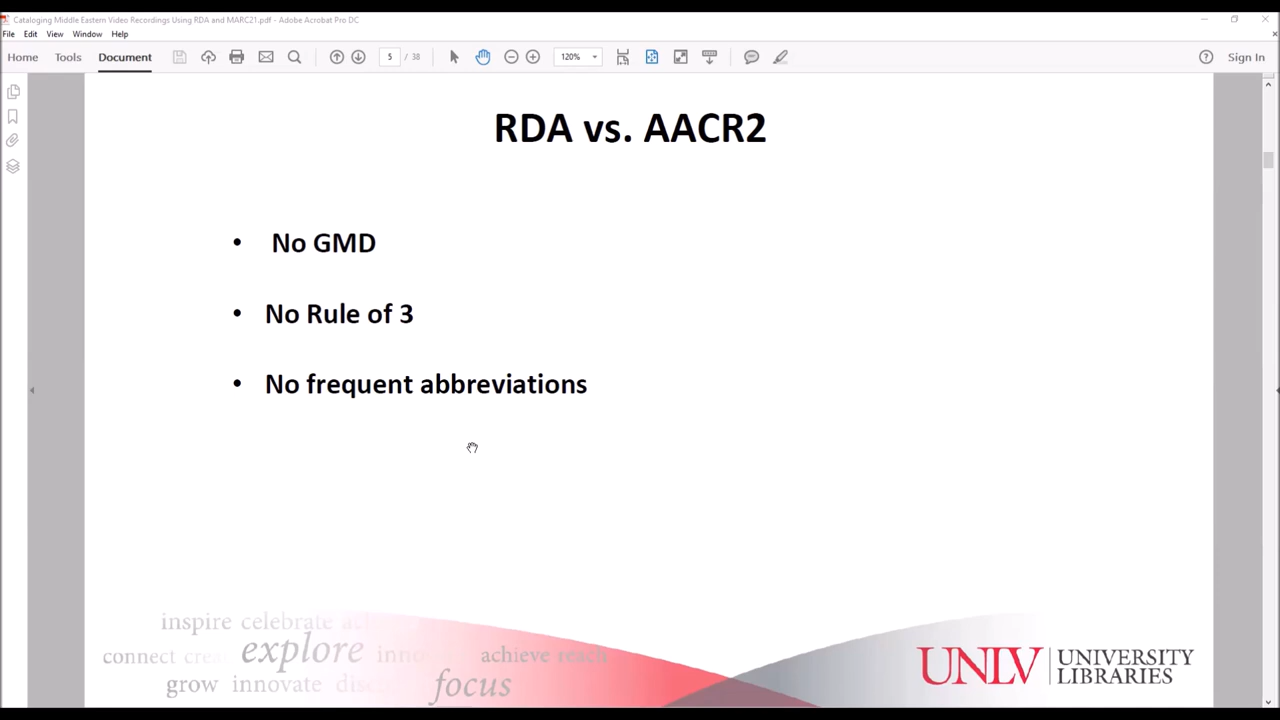 Cataloging Middle Eastern Video Recordings Using RDA and MARC21.pdf - Adobe Acrobat Pro DC
File Edit View Window Help
Home Tools Document 5 / 38 120% Sign In
RDA vs. AACR2
• No GMD
• No Rule of 3
• No frequent abbreviations
inspire celebrate
connect explore achieve reach
grow innovate focus
UNLV UNIVERSITY
LIBRARIES